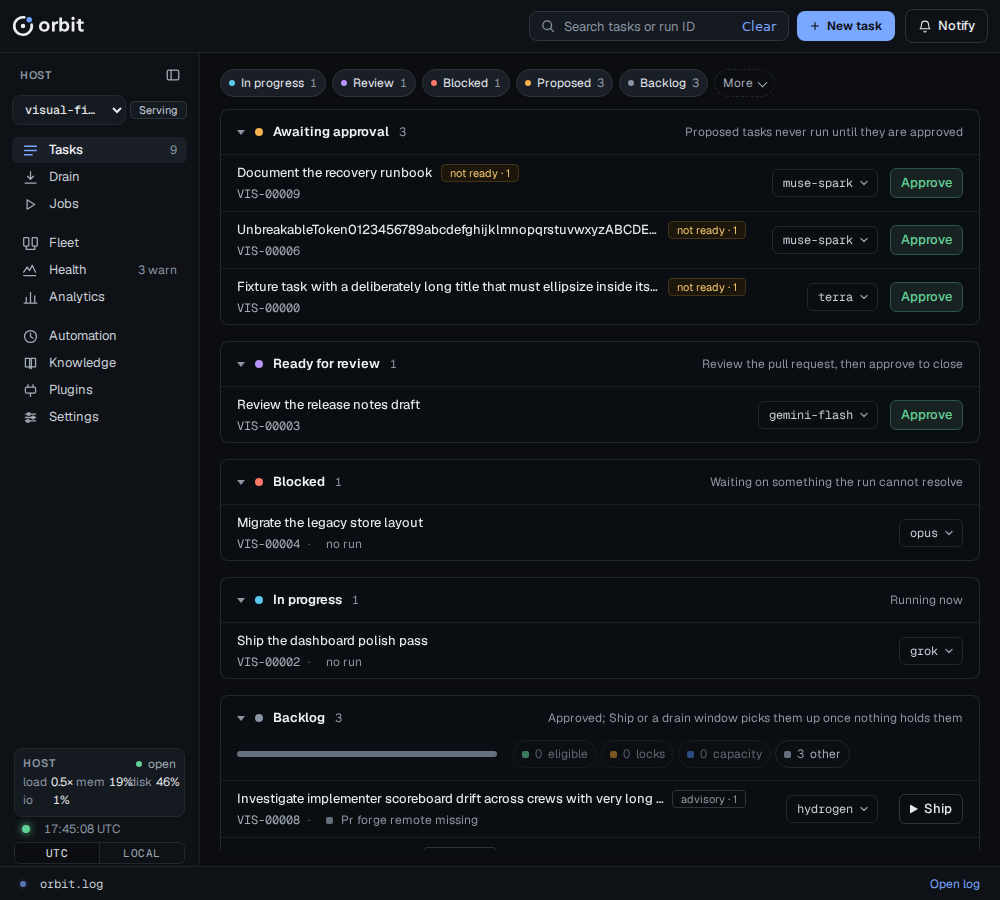 orbit
Search tasks or run ID Clear
+ New task
Notify
HOST
visual-fi… Serving
Tasks 9
Drain
Jobs
Fleet
Health 3 warn
Analytics
Automation
Knowledge
Plugins
Settings
HOST open
load 0.5× mem 19% disk 46%
io 1%
17:45:08 UTC
UTC LOCAL
In progress 1 Review 1 Blocked 1 Proposed 3 Backlog 3 More
Awaiting approval 3 Proposed tasks never run until they are approved
Document the recovery runbook not ready · 1
VIS-00009
muse-spark Approve
UnbreakableToken0123456789abcdefghijklmnopqrstuvwxyzABCDE… not ready · 1
VIS-00006
muse-spark Approve
Fixture task with a deliberately long title that must ellipsize inside its… not ready · 1
VIS-00000
terra Approve
Ready for review 1 Review the pull request, then approve to close
Review the release notes draft
VIS-00003
gemini-flash Approve
Blocked 1 Waiting on something the run cannot resolve
Migrate the legacy store layout
VIS-00004 · no run
opus
In progress 1 Running now
Ship the dashboard polish pass
VIS-00002 · no run
grok
Backlog 3 Approved; Ship or a drain window picks them up once nothing holds them
0 eligible 0 locks 0 capacity 3 other
Investigate implementer scoreboard drift across crews with very long … advisory · 1
VIS-00008 · Pr forge remote missing
hydrogen Ship
orbit.log Open log